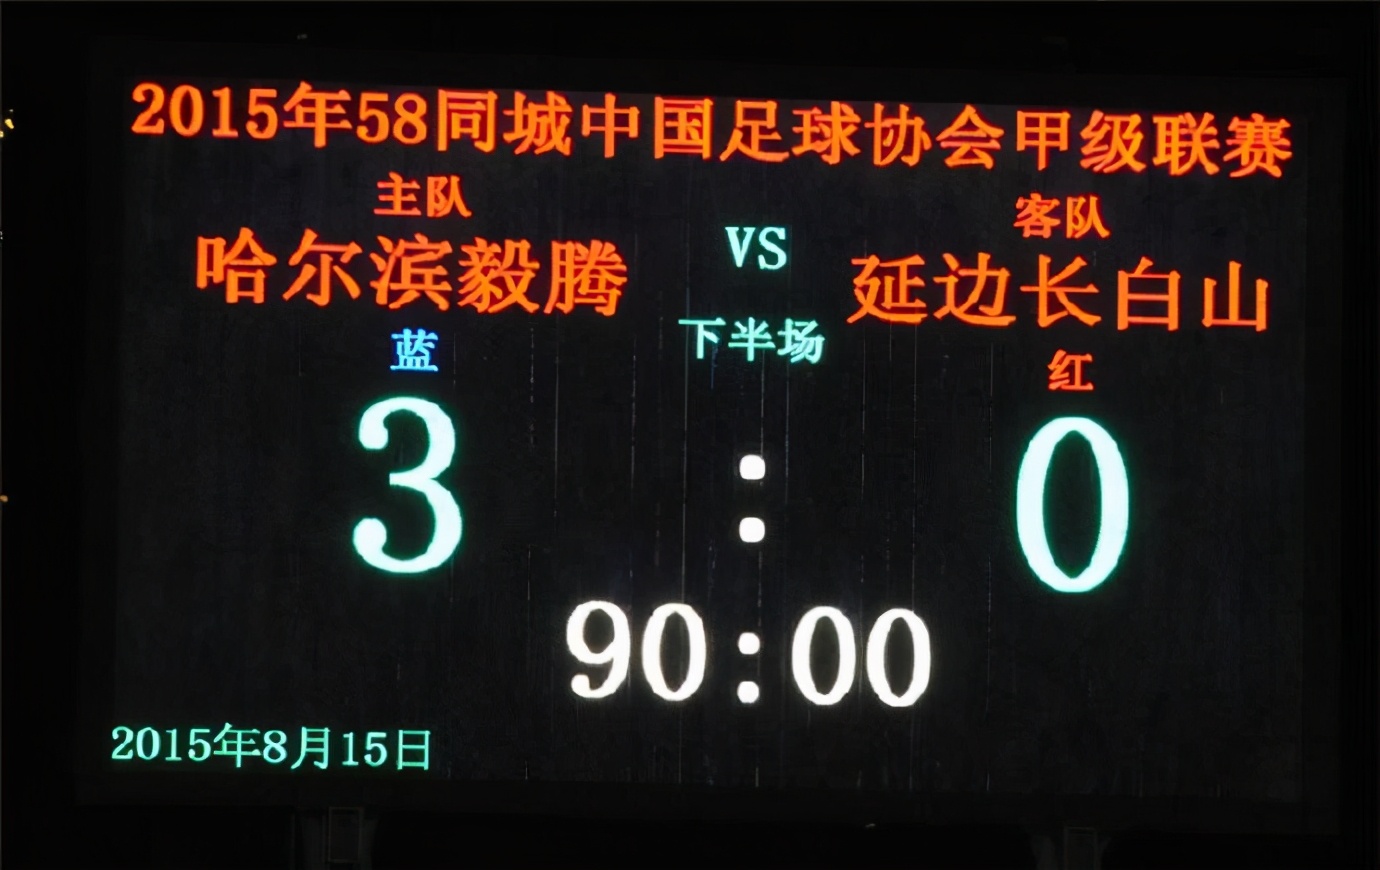 2015年58同城中国足球协会甲级联赛
主队
客队
哈尔滨毅腾
VS
延边长白山
蓝
下半场
红
3 : 0
90:00
2015年8月15日